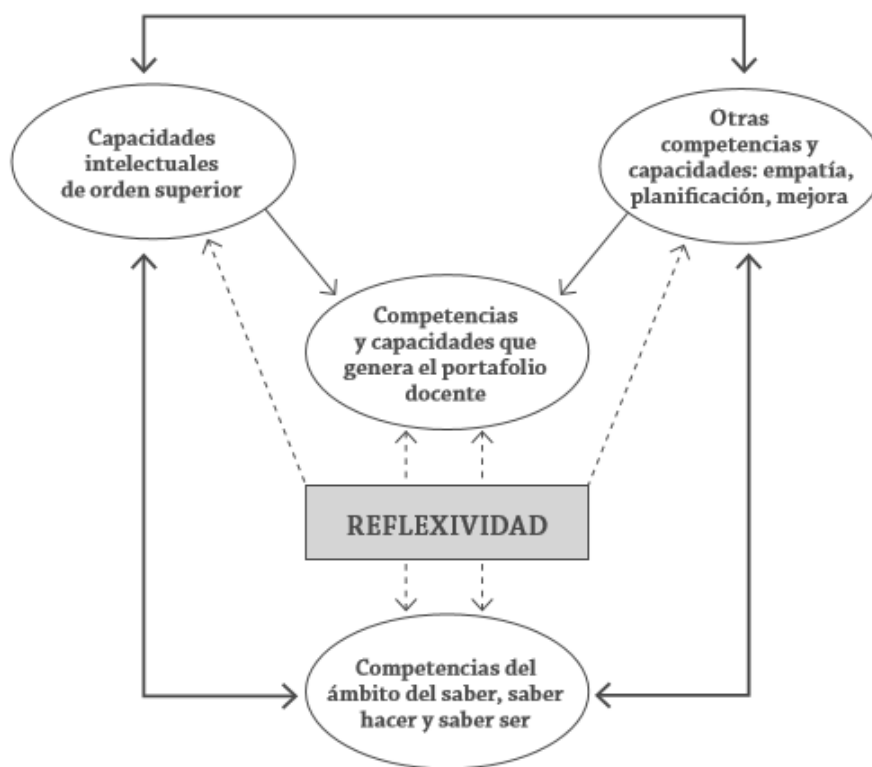 Capacidades
intelectuales
de orden superior
Otras
competencias y
capacidades: empatía,
planificación, mejora
Competencias
y capacidades que
genera el portafolio
docente
REFLEXIVIDAD
Competencias del
ámbito del saber, saber
hacer y saber ser